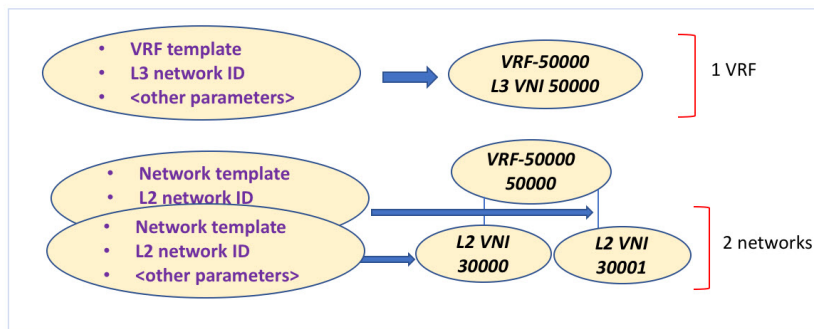 • VRF template
• L3 network ID
• <other parameters>
VRF-50000
L3 VNI 50000
1 VRF
• Network template
• L2 network ID
VRF-50000
50000
• Network template
• L2 network ID
• <other parameters>
L2 VNI
30000
L2 VNI
30001
2 networks